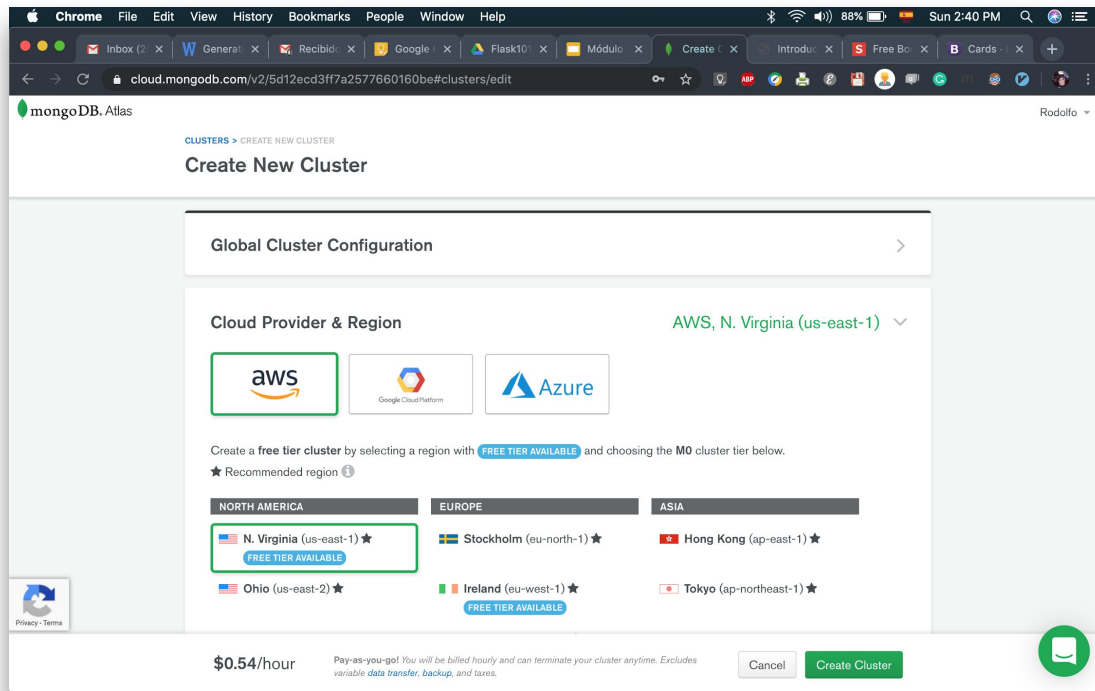 Chrome File Edit View History Bookmarks People Window Help 88% Sun 2:40 PM
Inbox (2 Generati Recibido Google Flask101 Módulo Create C Introduc Free Bo Cards -
cloud.mongodb.com/v2/5d12ecd3ff7a2577660160be#clusters/edit ABP
mongoDB. Atlas Rodolfo
CLUSTERS > CREATE NEW CLUSTER
Create New Cluster
Global Cluster Configuration
Cloud Provider & Region AWS, N. Virginia (us-east-1)
aws Google Cloud Platform Azure
Create a free tier cluster by selecting a region with FREE TIER AVAILABLE and choosing the M0 cluster tier below.
Recommended region
NORTH AMERICA EUROPE ASIA
N. Virginia (us-east-1) Stockholm (eu-north-1) Hong Kong (ap-east-1)
FREE TIER AVAILABLE
Ohio (us-east-2) Ireland (eu-west-1) Tokyo (ap-northeast-1)
FREE TIER AVAILABLE
Privacy - Terms
$0.54/hour Pay-as-you-go! You will be billed hourly and can terminate your cluster anytime. Excludes
variable data transfer, backup, and taxes.
Cancel Create Cluster